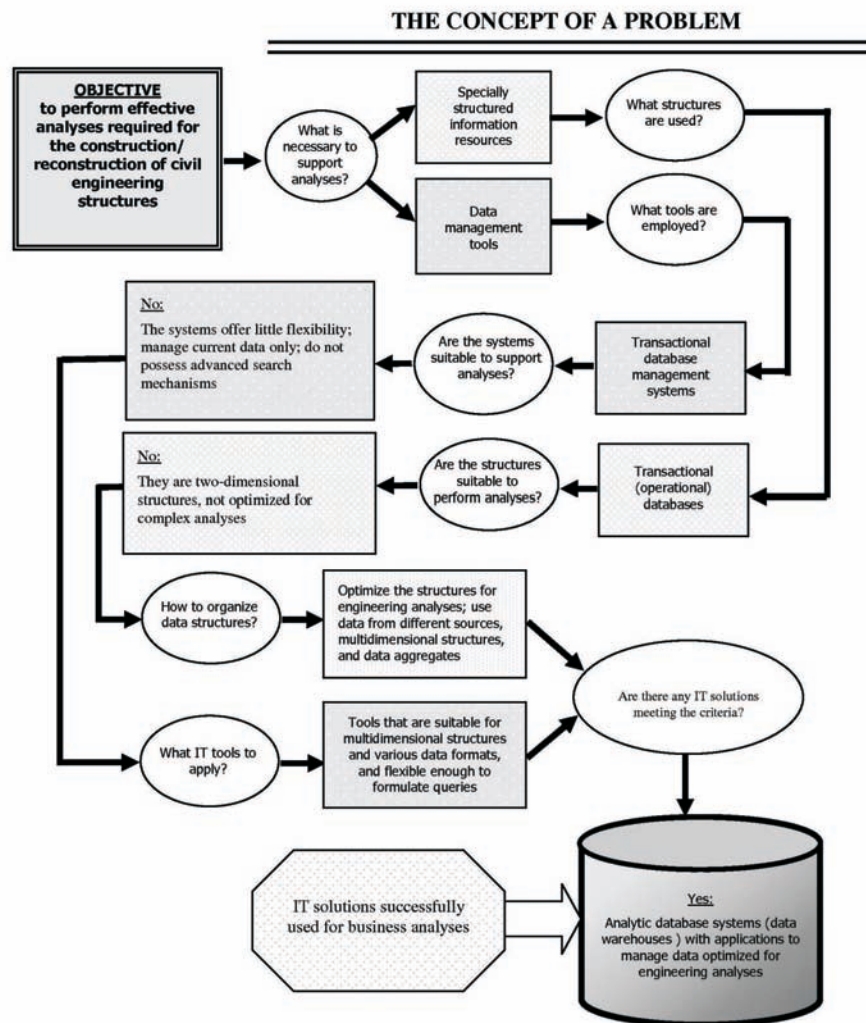 THE CONCEPT OF A PROBLEM
OBJECTIVE
to perform effective
analyses required for
the construction/
reconstruction of civil
engineering
structures
What is
necessary to
support
analyses?
Specially
structured
information
resources
What structures
are used?
Data
management
tools
What tools are
employed?
No:
The systems offer little flexibility;
manage current data only; do not
possess advanced search
mechanisms
Are the systems
suitable to support
analyses?
Transactional
database
management
systems
No:
They are two-dimensional
structures, not optimized for
complex analyses
Are the structures
suitable to
perform analyses?
Transactional
(operational)
databases
How to organize
data structures?
Optimize the structures for
engineering analyses; use
data from different sources,
multidimensional structures,
and data aggregates
Are there any IT solutions
meeting the criteria?
What IT tools to
apply?
Tools that are suitable for
multidimensional structures
and various data formats,
and flexible enough to
formulate queries
IT solutions successfully
used for business analyses
Yes:
Analytic database systems (data
warehouses ) with applications to
manage data optimized for
engineering analyses